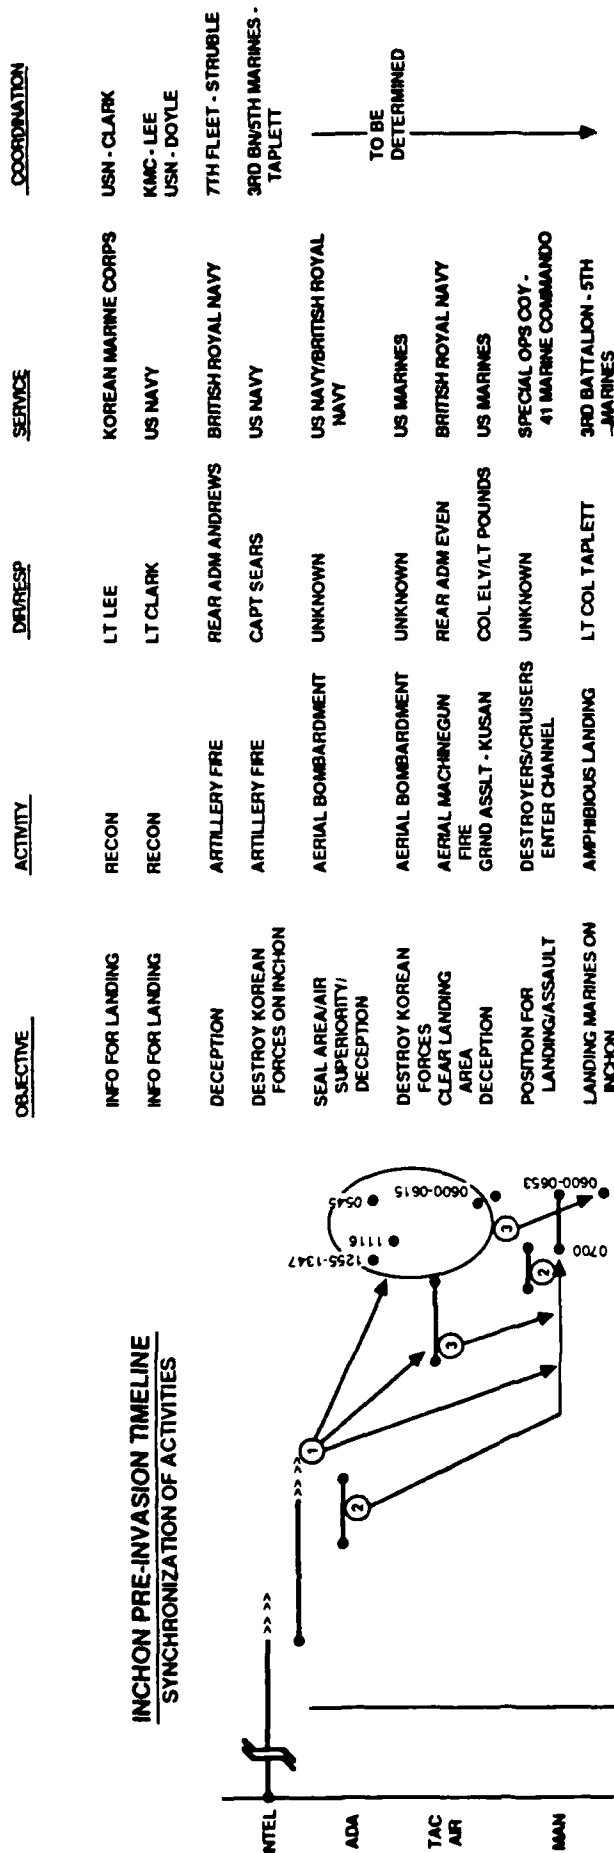 OBJECTIVE ACTIVITY DIR/RESP SERVICE COORDINATION
INFO FOR LANDING RECON LT LEE KOREAN MARINE CORPS USN - CLARK
INFO FOR LANDING RECON LT CLARK US NAVY KMC - LEE
USN - DOYLE
DECEPTION ARTILLERY FIRE REAR ADM ANDREWS BRITISH ROYAL NAVY 7TH FLEET - STRUBLE
DESTROY KOREAN ARTILLERY FIRE CAPT SEARS US NAVY 3RD BN/5TH MARINES -
FORCES ON INCHON TAPLETT
SEAL AREA/AIR AERIAL BOMBARDMENT UNKNOWN US NAVY/BRITISH ROYAL
SUPERIORITY/ NAVY
DECEPTION TO BE
DESTROY KOREAN AERIAL BOMBARDMENT UNKNOWN US MARINES DETERMINED
FORCES
CLEAR LANDING AERIAL MACHINEGUN REAR ADM EVEN BRITISH ROYAL NAVY
AREA FIRE
DECEPTION GRND ASSLT - KUSAN COL ELY/LT POUNDS US MARINES
POSITION FOR DESTROYERS/CRUISERS UNKNOWN SPECIAL OPS COY -
LANDING/ASSAULT ENTER CHANNEL 41 MARINE COMMANDO
LANDING MARINES ON AMPHIBIOUS LANDING LT COL TAPLETT 3RD BATTALION - 5TH
INCHON MARINES
INCHON PRE-INVASION TIMELINE
SYNCHRONIZATION OF ACTIVITIES
NTEL
ADA
TAC
AIR
MAN
1
2
3
2
3
0545
1116
1255-1347
0600-0615
0600-0653
0700